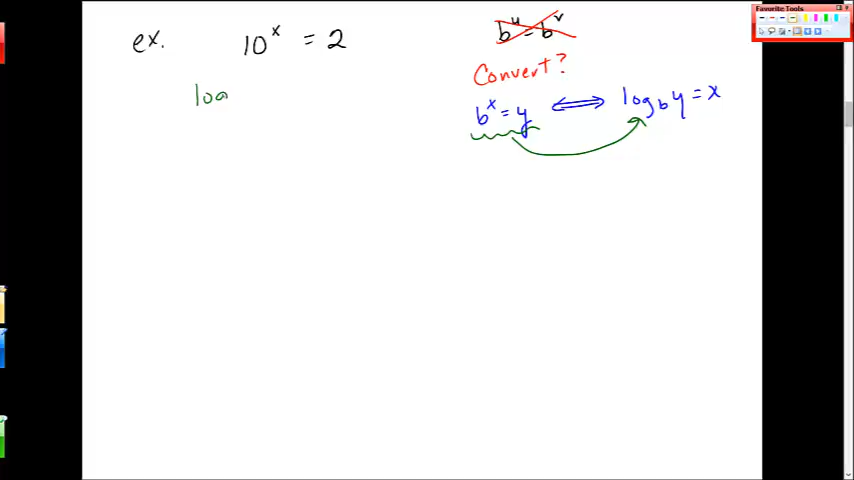 ex. 10^x = 2
b^u = b^v
Convert?
b^x = y ⟺ log_b y = x
log
Favorite Tools